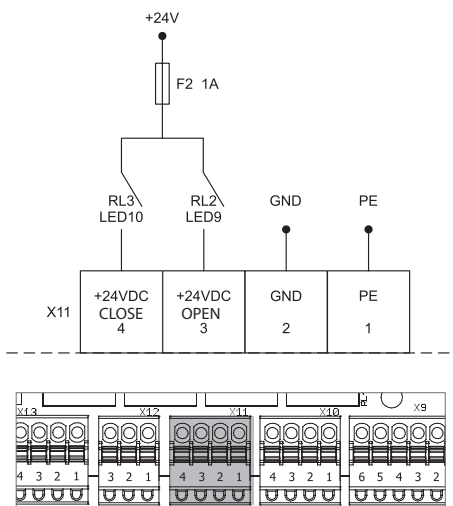 +24V
F2 1A
RL3 RL2 GND PE
LED10 LED9
+24VDC +24VDC GND PE
X11 CLOSE OPEN
4 3 2 1
X13 X12 X11 X10 X9
4 3 2 1 3 2 1 4 3 2 1 4 3 2 1 6 5 4 3 2